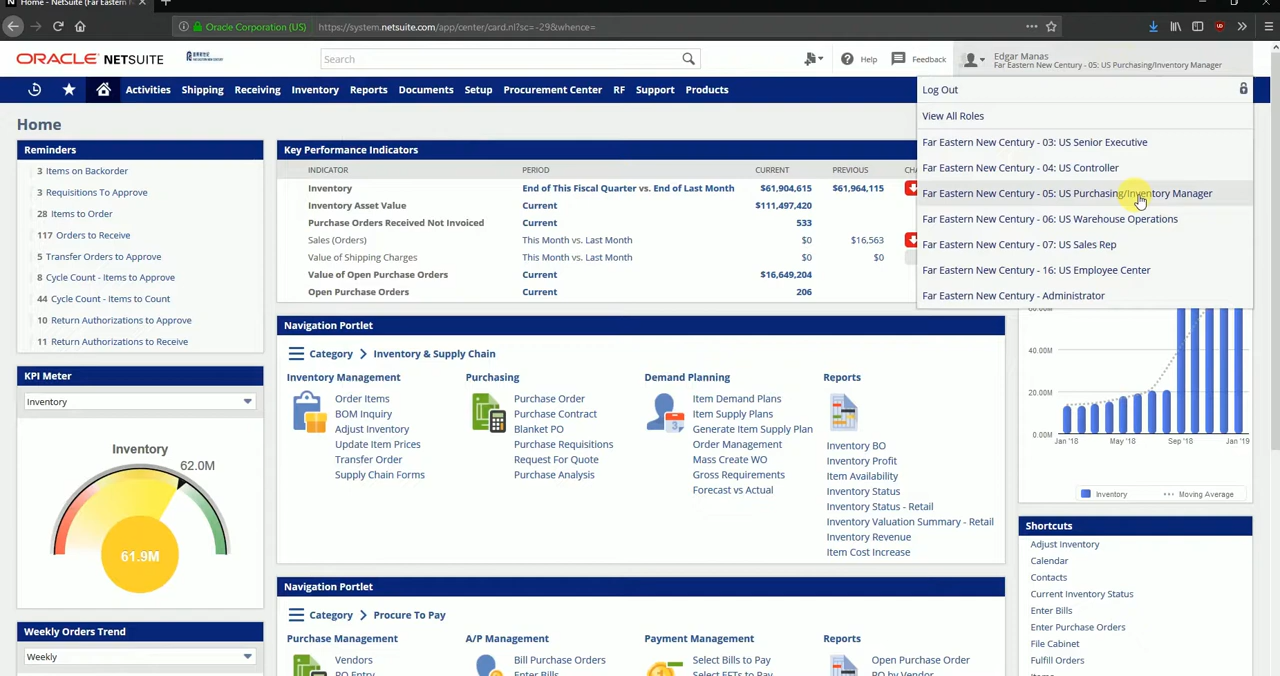 Home - NetSuite (Far Eastern
Oracle Corporation (US)
https://system.netsuite.com/app/center/card.nl?sc=-29&whence=
ORACLE NETSUITE
Search
Help
Feedback
Edgar Manas
Far Eastern New Century - 05: US Purchasing/Inventory Manager
Activities Shipping Receiving Inventory Reports Documents Setup Procurement Center RF Support Products
Log Out
View All Roles
Far Eastern New Century - 03: US Senior Executive
Far Eastern New Century - 04: US Controller
Far Eastern New Century - 05: US Purchasing/Inventory Manager
Far Eastern New Century - 06: US Warehouse Operations
Far Eastern New Century - 07: US Sales Rep
Far Eastern New Century - 16: US Employee Center
Far Eastern New Century - Administrator
Home
Reminders
3 Items on Backorder
3 Requisitions To Approve
28 Items to Order
117 Orders to Receive
5 Transfer Orders to Approve
8 Cycle Count - Items to Approve
44 Cycle Count - Items to Count
10 Return Authorizations to Approve
11 Return Authorizations to Receive
KPI Meter
Inventory
Inventory
62.0M
61.9M
Weekly Orders Trend
Weekly
Key Performance Indicators
INDICATOR PERIOD CURRENT PREVIOUS CHA
Inventory End of This Fiscal Quarter vs. End of Last Month $61,904,615 $61,964,115
Inventory Asset Value Current $111,497,420
Purchase Orders Received Not Invoiced Current 533
Sales (Orders) This Month vs. Last Month $0 $16,563
Value of Shipping Charges This Month vs. Last Month $0 $0
Value of Open Purchase Orders Current $16,649,204
Open Purchase Orders Current 206
Navigation Portlet
Category Inventory & Supply Chain
Inventory Management
Order Items
BOM Inquiry
Adjust Inventory
Update Item Prices
Transfer Order
Supply Chain Forms
Purchasing
Purchase Order
Purchase Contract
Blanket PO
Purchase Requisitions
Request For Quote
Purchase Analysis
Demand Planning
Item Demand Plans
Item Supply Plans
Generate Item Supply Plan
Order Management
Mass Create WO
Gross Requirements
Forecast vs Actual
Reports
Inventory BO
Inventory Profit
Item Availability
Inventory Status
Inventory Status - Retail
Inventory Valuation Summary - Retail
Inventory Revenue
Item Cost Increase
Navigation Portlet
Category Procure To Pay
Purchase Management
Vendors
PO Entry
A/P Management
Bill Purchase Orders
Enter Bills
Payment Management
Select Bills to Pay
Select EFTs to Pay
Reports
Open Purchase Order
PO by Vendor
60.00M
40.00M
20.00M
0.00M
Jan '18 May '18 Sep '18 Jan '19
Inventory Moving Average
Shortcuts
Adjust Inventory
Calendar
Contacts
Current Inventory Status
Enter Bills
Enter Purchase Orders
File Cabinet
Fulfill Orders